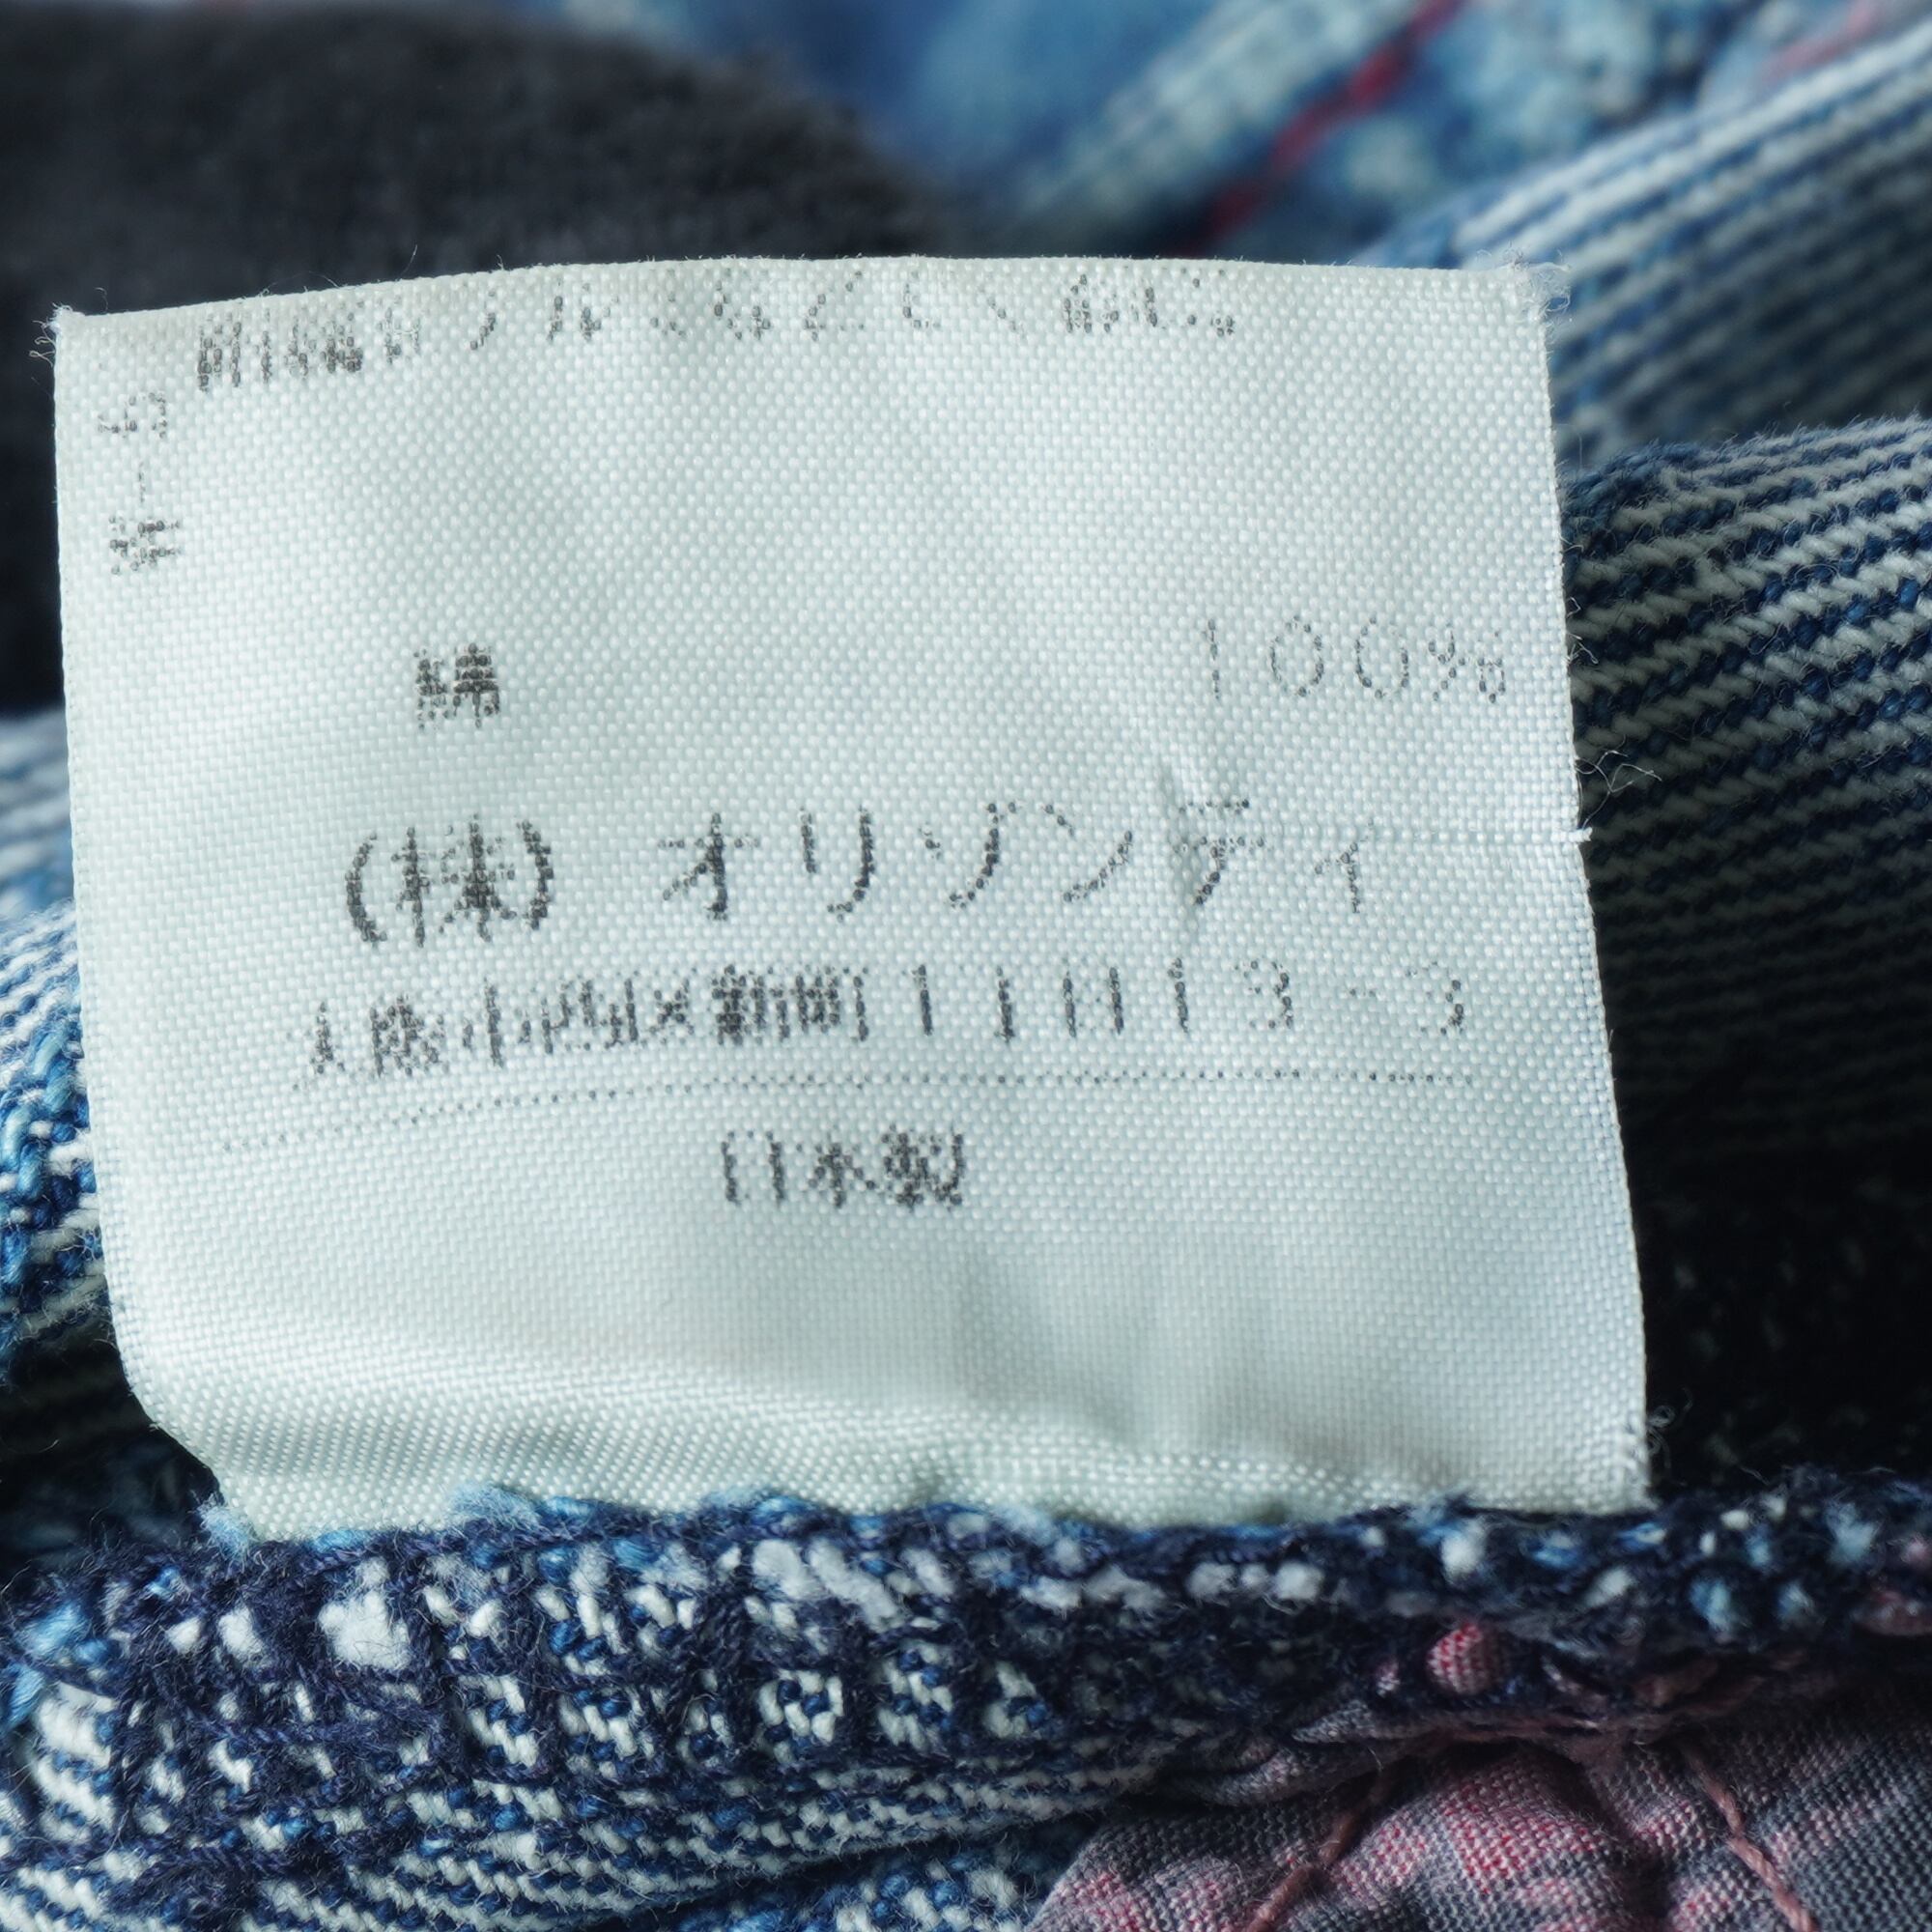 綿 100%
(株) オリゾンティ
大阪市西区新町1丁目13-3
日本製